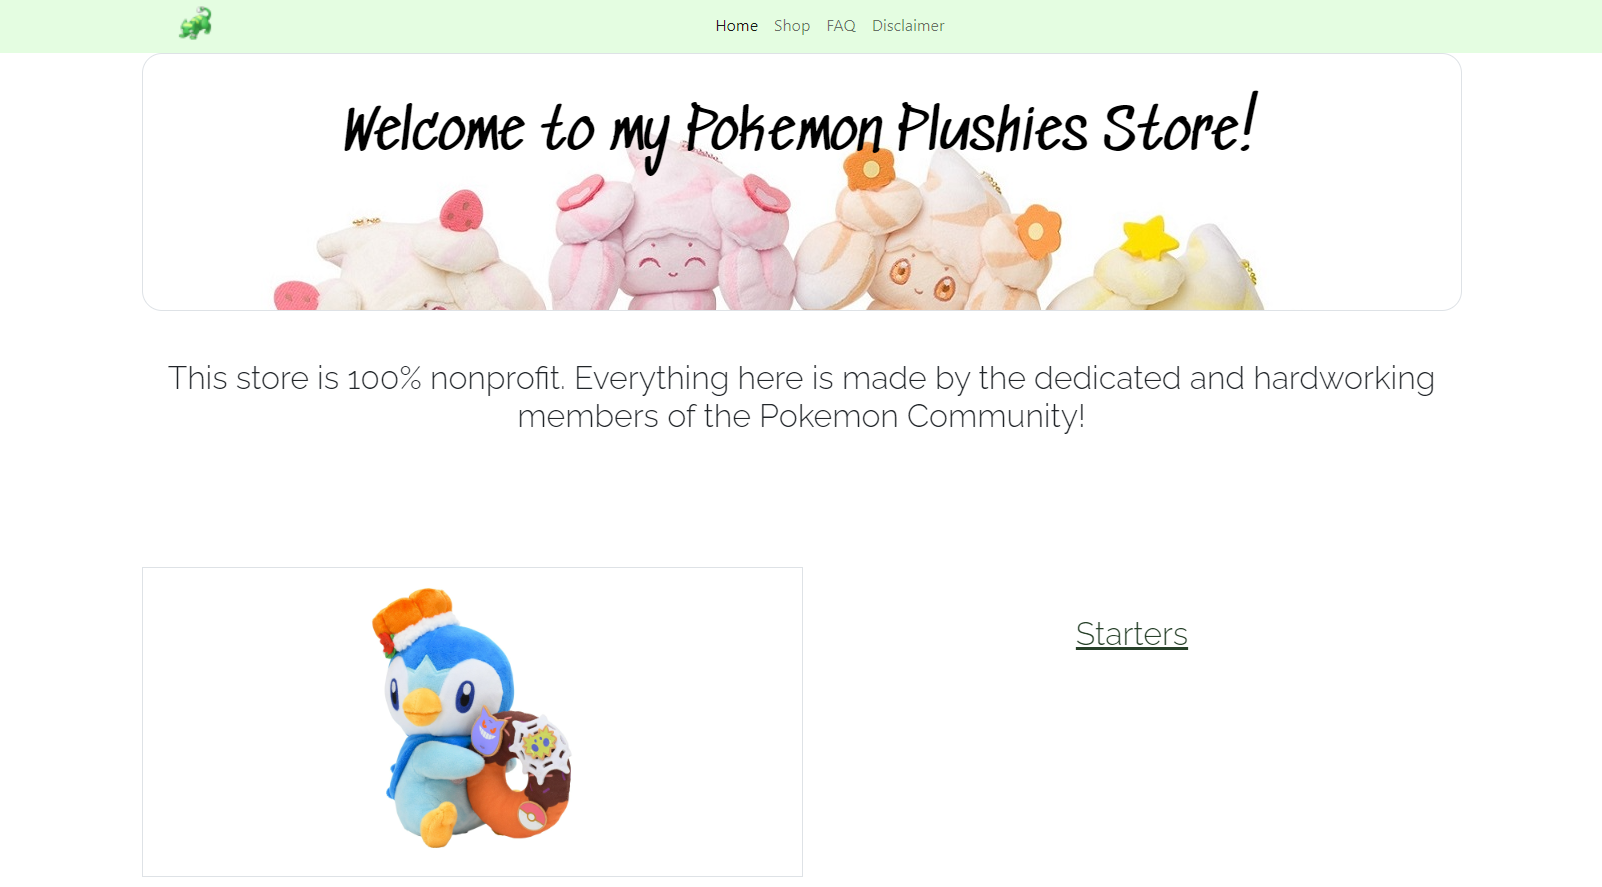 Home Shop FAQ Disclaimer
Welcome to my Pokemon Plushies Store!
This store is 100% nonprofit. Everything here is made by the dedicated and hardworking
members of the Pokemon Community!
Starters